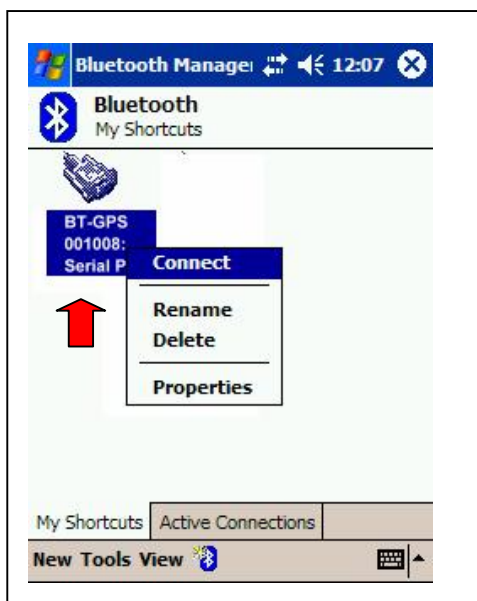 Bluetooth Manager 12:07
Bluetooth
My Shortcuts
BT-GPS
001008:
Serial P
Connect
Rename
Delete
Properties
My Shortcuts Active Connections
New Tools View